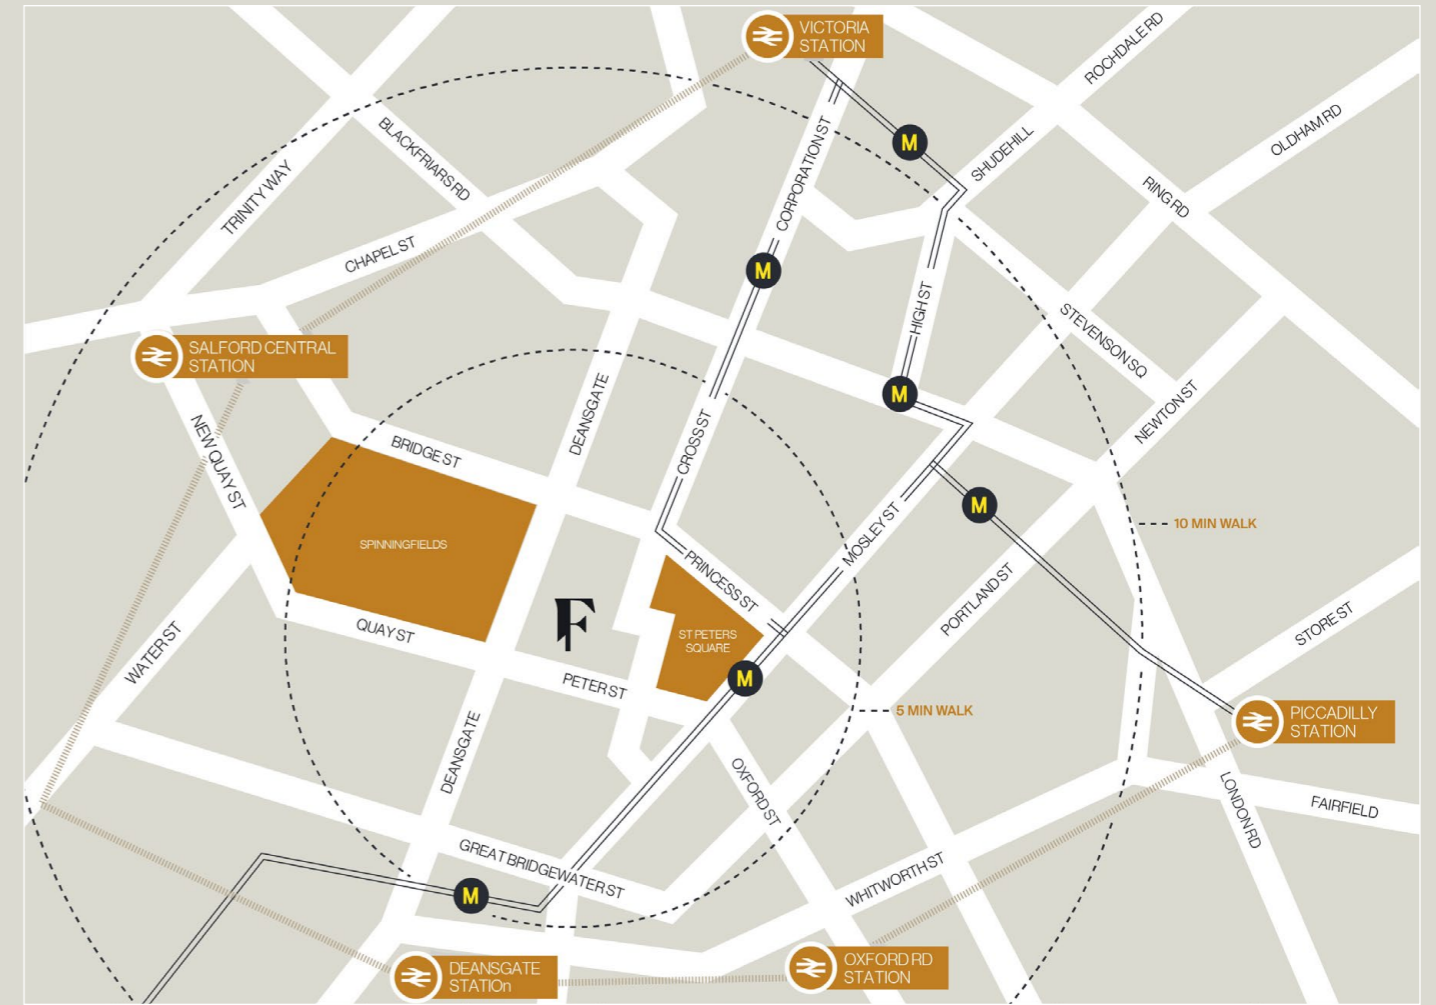 VICTORIA
STATION
ROCHDALE RD
OLDHAM RD
M
SHUDEHILL
BLACKFRIARS RD
CORPORATION ST
TRINITY WAY
RING RD
CHAPEL ST
M
HIGH ST
STEVENSON SQ
SALFORD CENTRAL
STATION
M
NEWTON ST
DEANSGATE
NEW QUAY ST
BRIDGE ST
CROSS ST
M
MOSLEY ST
10 MIN WALK
SPINNINGFIELDS
PRINCESS ST
PORTLAND ST
F
STORE ST
QUAY ST
ST PETERS
SQUARE
WATER ST
M
PETER ST
5 MIN WALK
PICCADILLY
STATION
DEANSGATE
OXFORD ST
LONDON RD
FAIRFIELD
GREAT BRIDGEWATER ST
M
WHITWORTH ST
DEANSGATE
STATIOn
OXFORD RD
STATION